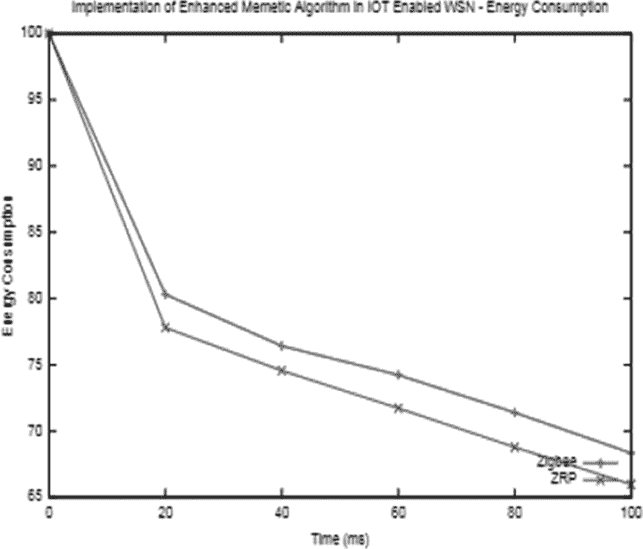 Implementation of Enhanced Memetic Algorithm in IOT Enabled WSN - Energy Consumption
100
95
90
85
80
75
70
65
Energy Consumption
0 20 40 60 80 100
Time (ms)
Zigbee
ZRP